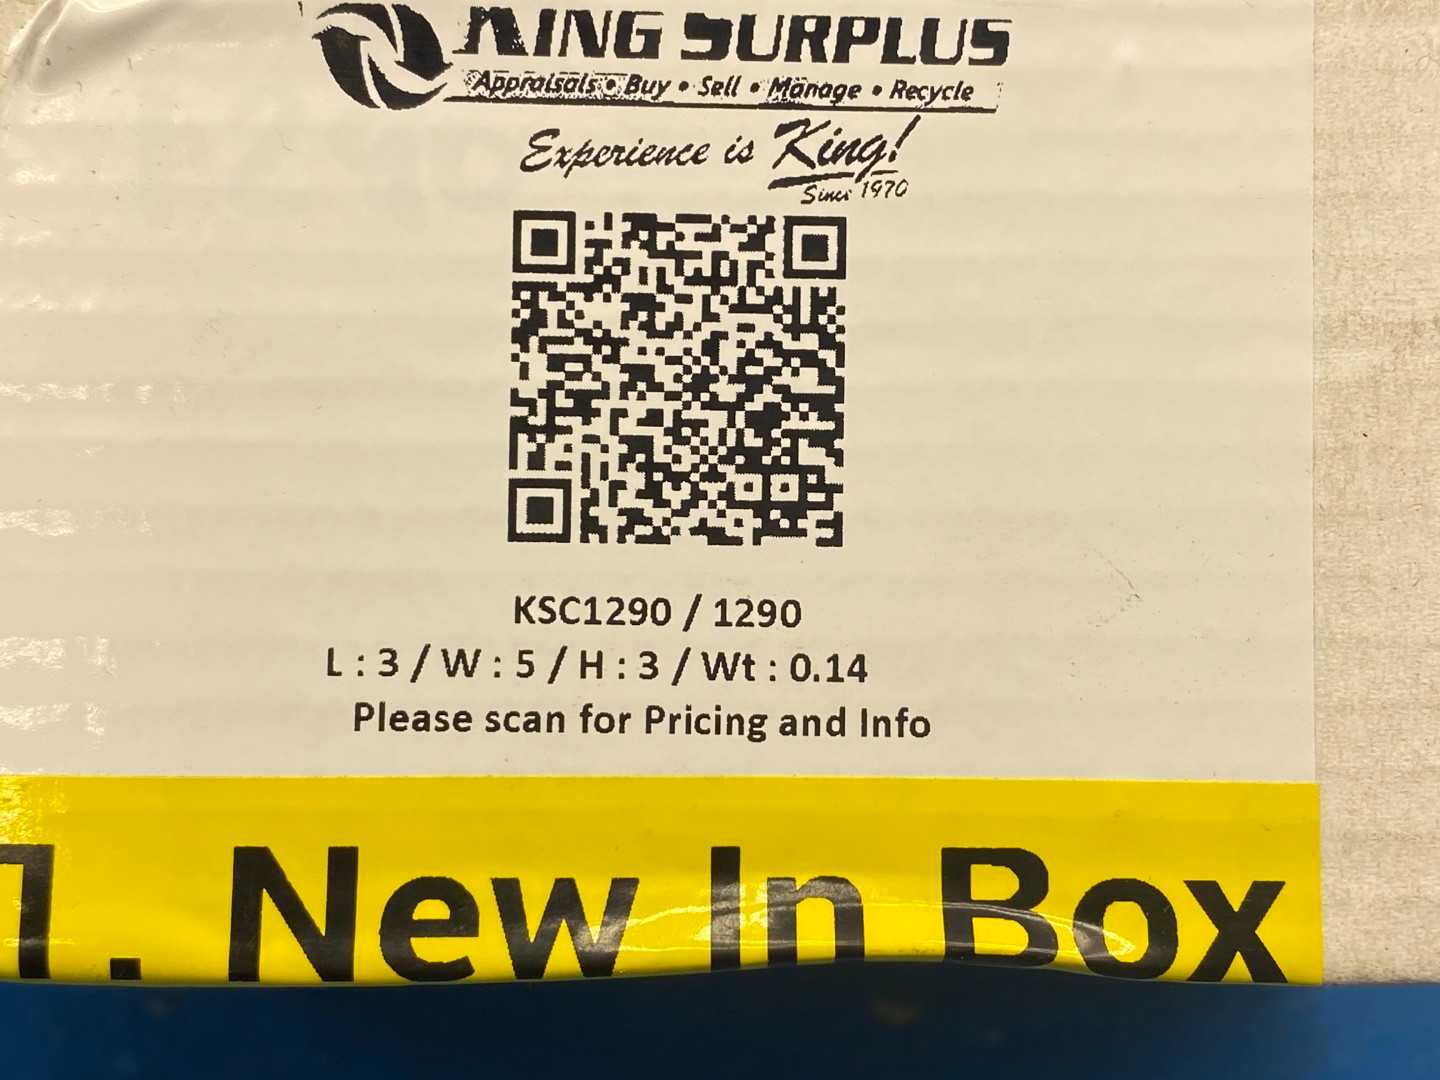 KING SURPLUS
Appraisals • Buy • Sell • Manage • Recycle
Experience is King!
Since 1970
KSC1290 / 1290
L : 3 / W : 5 / H : 3 / Wt : 0.14
Please scan for Pricing and Info
1. New In Box